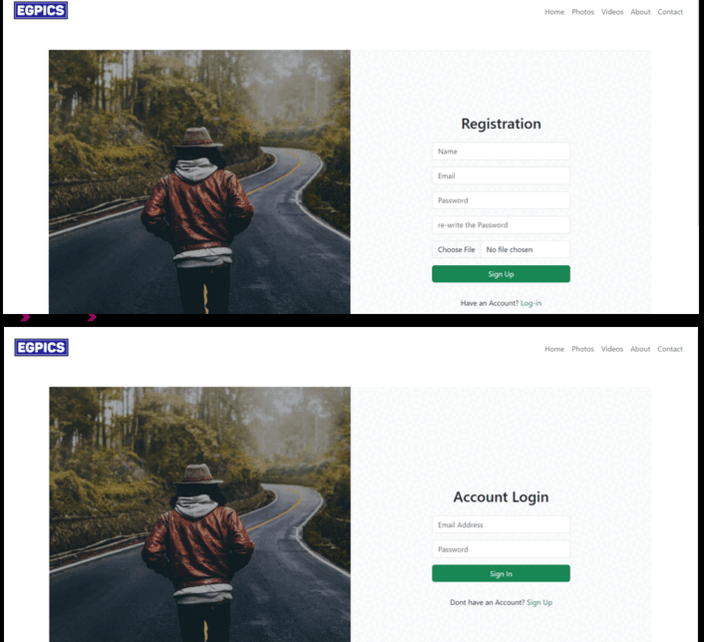 EGPICS
Home Photos Videos About Contact
Registration
Name
Email
Password
re-write the Password
Choose File No file chosen
Sign Up
Have an Account? Log-in
EGPICS
Home Photos Videos About Contact
Account Login
Email Address
Password
Sign In
Dont have an Account? Sign Up